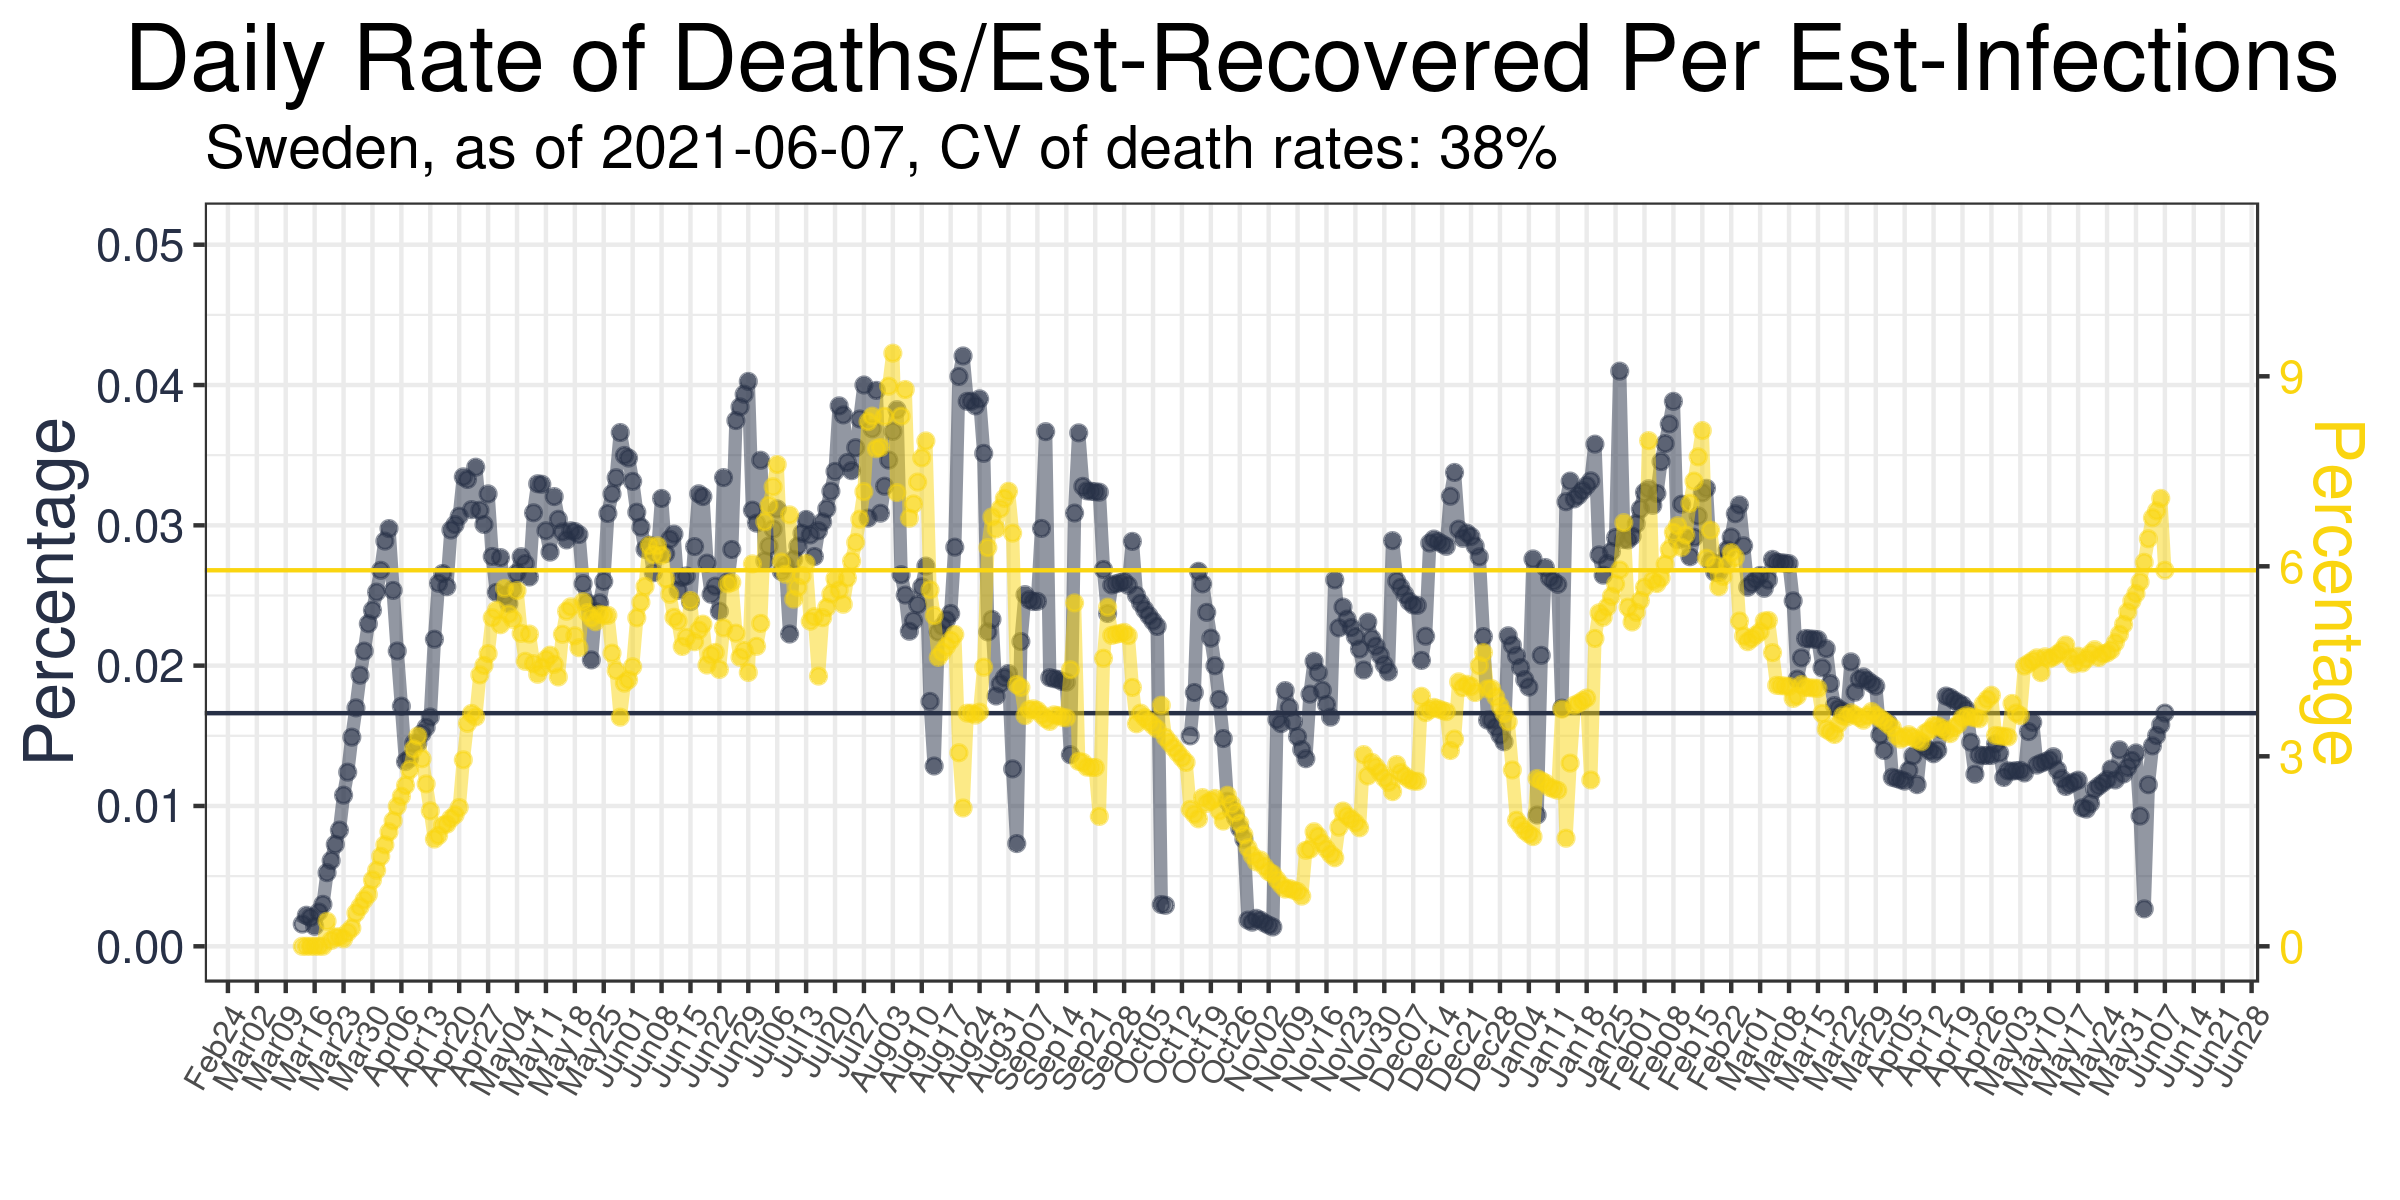 Daily Rate of Deaths/Est-Recovered Per Est-Infections
Sweden, as of 2021-06-07, CV of death rates: 38%
Percentage
0.05
0.04
0.03
0.02
0.01
0.00
9
6
3
0
Percentage
Feb24
Mar02
Mar09
Mar16
Mar23
Mar30
Apr06
Apr13
Apr20
Apr27
May04
May11
May18
May25
Jun01
Jun08
Jun15
Jun22
Jun29
Jul06
Jul13
Jul20
Jul27
Aug03
Aug10
Aug17
Aug24
Aug31
Sep07
Sep14
Sep21
Sep28
Oct05
Oct12
Oct19
Oct26
Nov02
Nov09
Nov16
Nov23
Nov30
Dec07
Dec14
Dec21
Dec28
Jan04
Jan11
Jan18
Jan25
Feb01
Feb08
Feb15
Feb22
Mar01
Mar08
Mar15
Mar22
Mar29
Apr05
Apr12
Apr19
Apr26
May03
May10
May17
May24
May31
Jun07
Jun14
Jun21
Jun28